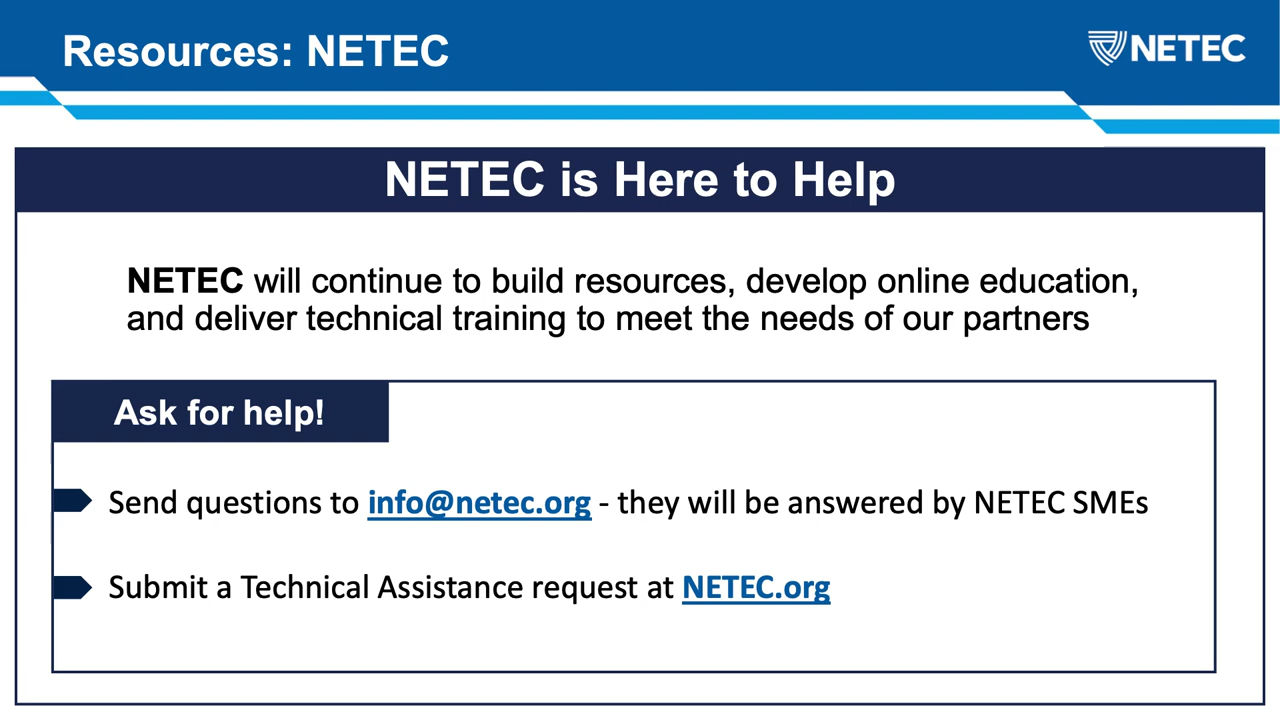 Resources: NETEC
NETEC
NETEC is Here to Help
NETEC will continue to build resources, develop online education,
and deliver technical training to meet the needs of our partners
Ask for help!
Send questions to info@netec.org - they will be answered by NETEC SMEs
Submit a Technical Assistance request at NETEC.org